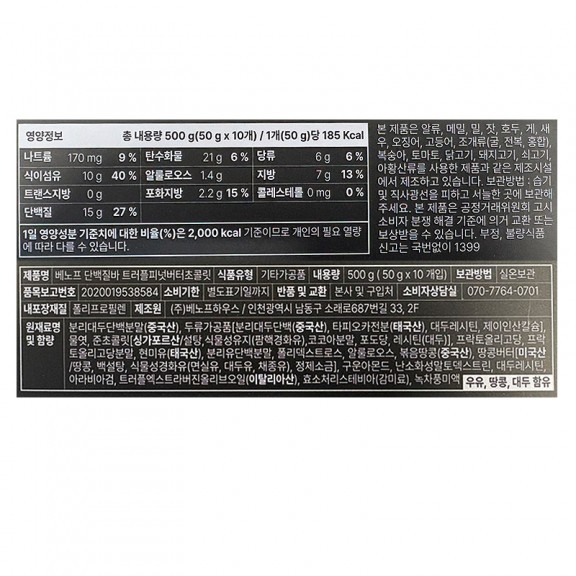 영양정보 총 내용량 500 g(50 g x 10개) / 1개(50 g)당 185 Kcal
나트륨 170 mg 9 % 탄수화물 21 g 6 % 당류 6 g 6 %
식이섬유 10 g 40 % 알룰로오스 1.4 g 지방 7 g 13 %
트랜스지방 0 g 포화지방 2.2 g 15 % 콜레스테롤 0 mg 0 %
단백질 15 g 27 %
1일 영양성분 기준치에 대한 비율(%)은 2,000 kcal 기준이므로 개인의 필요 열량
에 따라 다를 수 있습니다.
본 제품은 알류, 메밀, 밀, 잣, 호두, 게, 새
우, 오징어, 고등어, 조개류(굴, 전복, 홍합),
복숭아, 토마토, 닭고기, 돼지고기, 쇠고기,
아황산류를 사용한 제품과 같은 제조시설
에서 제조하고 있습니다. 보관방법 : 습기
및 직사광선을 피하고 서늘한 곳에 보관해
주세요. 본 제품은 공정거래위원회 고시
소비자 분쟁 해결 기준에 의거 교환 또는
보상받을 수 있습니다. 부정, 불량식품
신고는 국번없이 1399
제품명 베노프 단백질바 트러플피넛버터초콜릿 식품유형 기타가공품 내용량 500 g (50 g x 10개입) 보관방법 실온보관
품목보고번호 2020019538584 소비기한 별도표기일까지 반품 및 교환 본사 및 구입처 소비자상담실 070-7764-0701
내포장재질 폴리프로필렌 제조원 (주)베노프하우스 / 인천광역시 남동구 소래로687번길 33, 2F
원재료명 및 함량 분리대두단백분말(중국산), 두류가공품[분리대두단백(중국산), 타피오카전분(태국산), 대두레시틴, 제이인산칼슘],
물엿, 준초콜릿[싱가포르산/설탕, 식물성유지(팜핵경화유), 코코아분말, 포도당, 레시틴(대두)], 프락토올리고당, 프락
토올리고당분말, 현미유(태국산), 분리유단백분말, 폴리덱스트로스, 알룰로오스, 볶음땅콩(중국산), 땅콩버터[미국산
/땅콩, 백설탕, 식물성경화유(면실유, 대두유, 채종유), 정제소금], 구운아몬드, 난소화성말토덱스트린, 대두레시틴,
아라비아검, 트러플엑스트라버진올리브오일(이탈리아산), 효소처리스테비아(감미료), 녹차풍미액
우유, 땅콩, 대두 함유